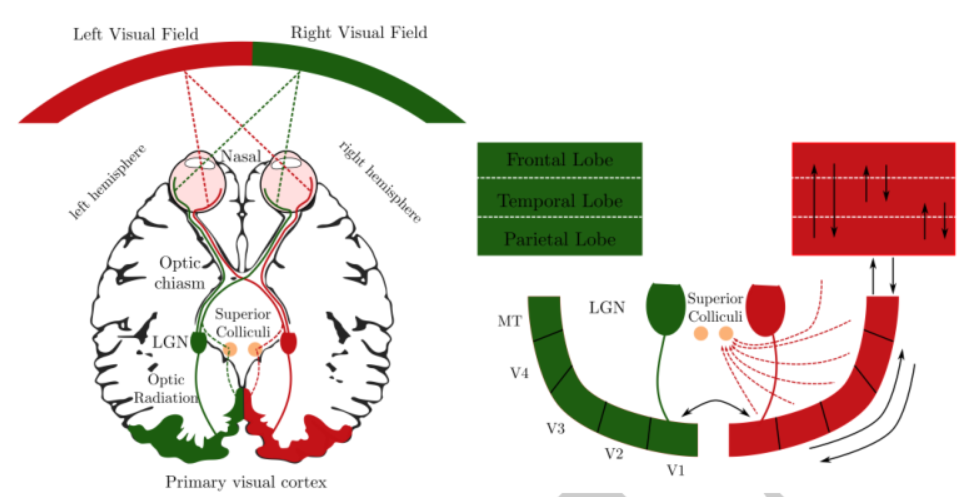 Left Visual Field
Right Visual Field
left hemisphere
Nasal
right hemisphere
Optic
chiasm
Superior
Colliculi
LGN
Optic
Radiation
Primary visual cortex
Frontal Lobe
Temporal Lobe
Parietal Lobe
LGN
Superior
Colliculi
MT
V4
V3
V2
V1